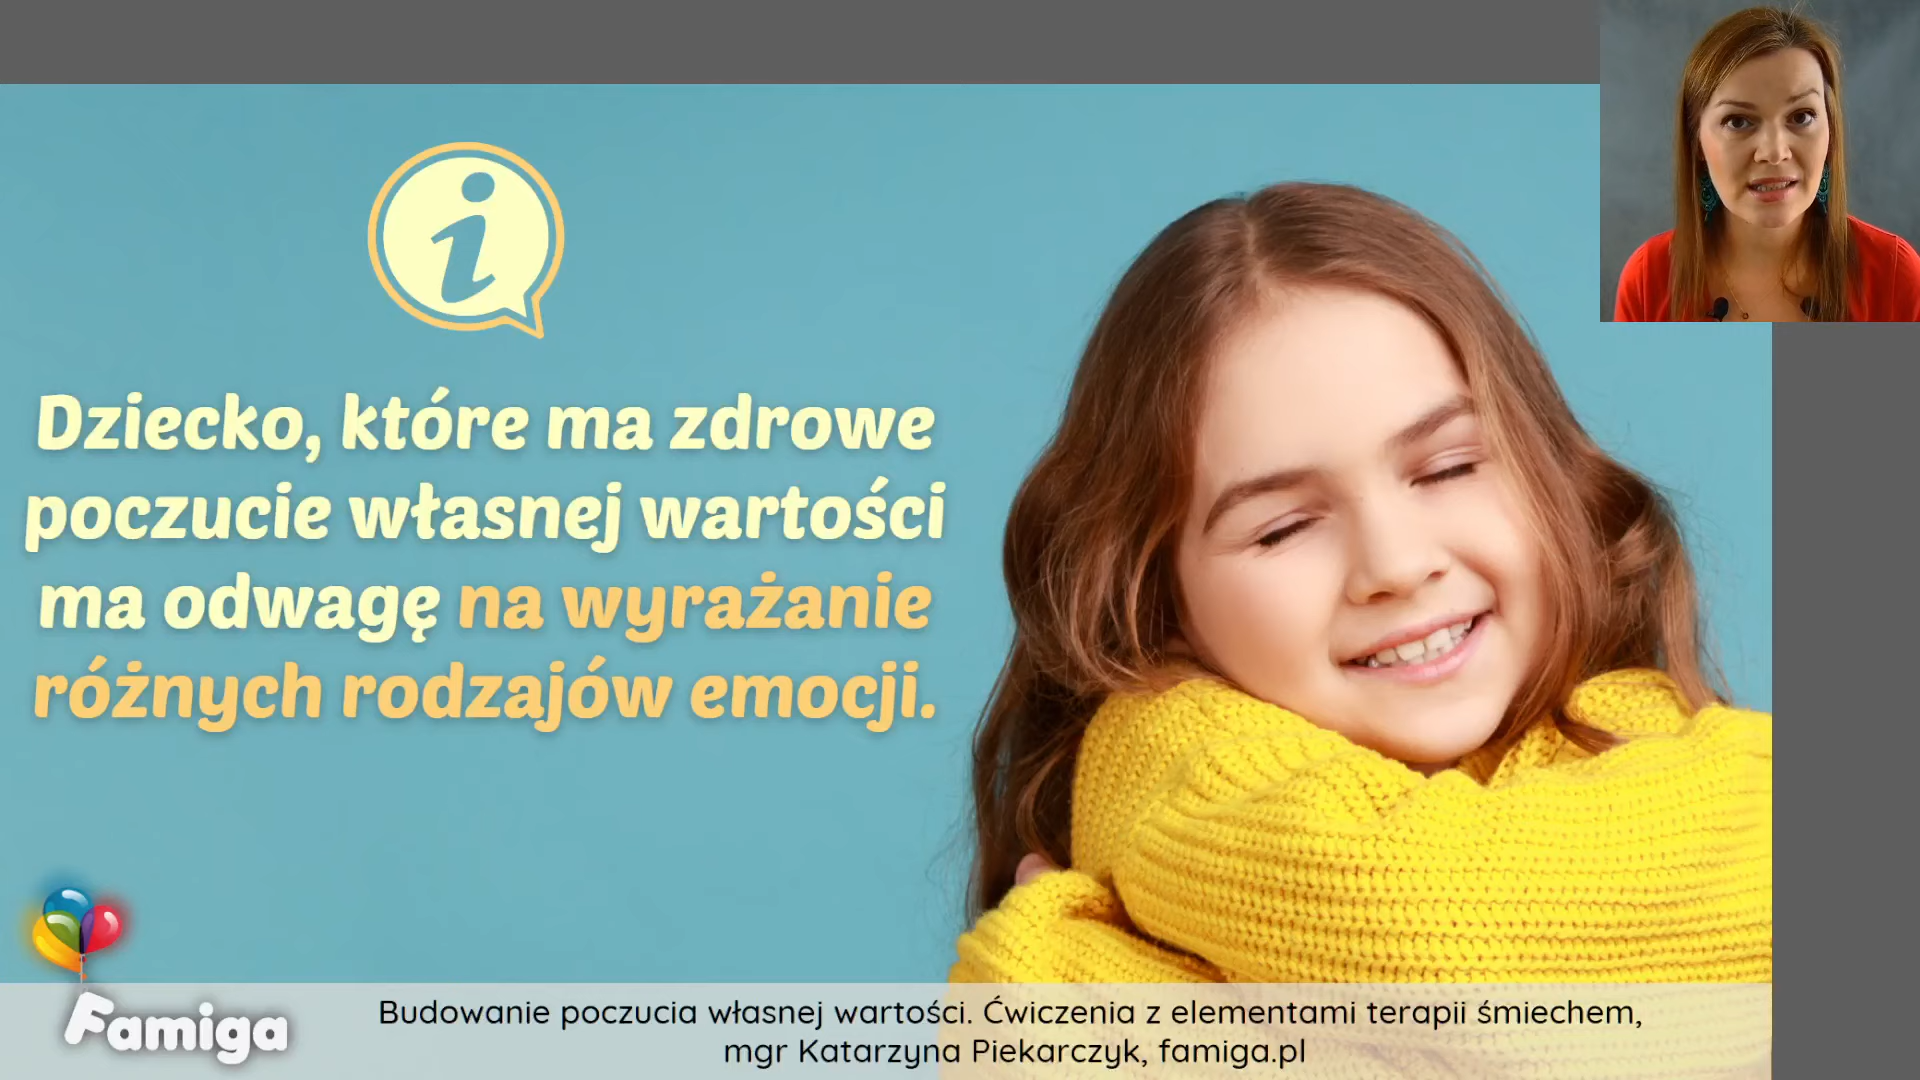 i
Dziecko, które ma zdrowe
poczucie własnej wartości
ma odwagę na wyrażanie
różnych rodzajów emocji.
Famiga
Budowanie poczucia własnej wartości. Ćwiczenia z elementami terapii śmiechem,
mgr Katarzyna Piekarczyk, famiga.pl